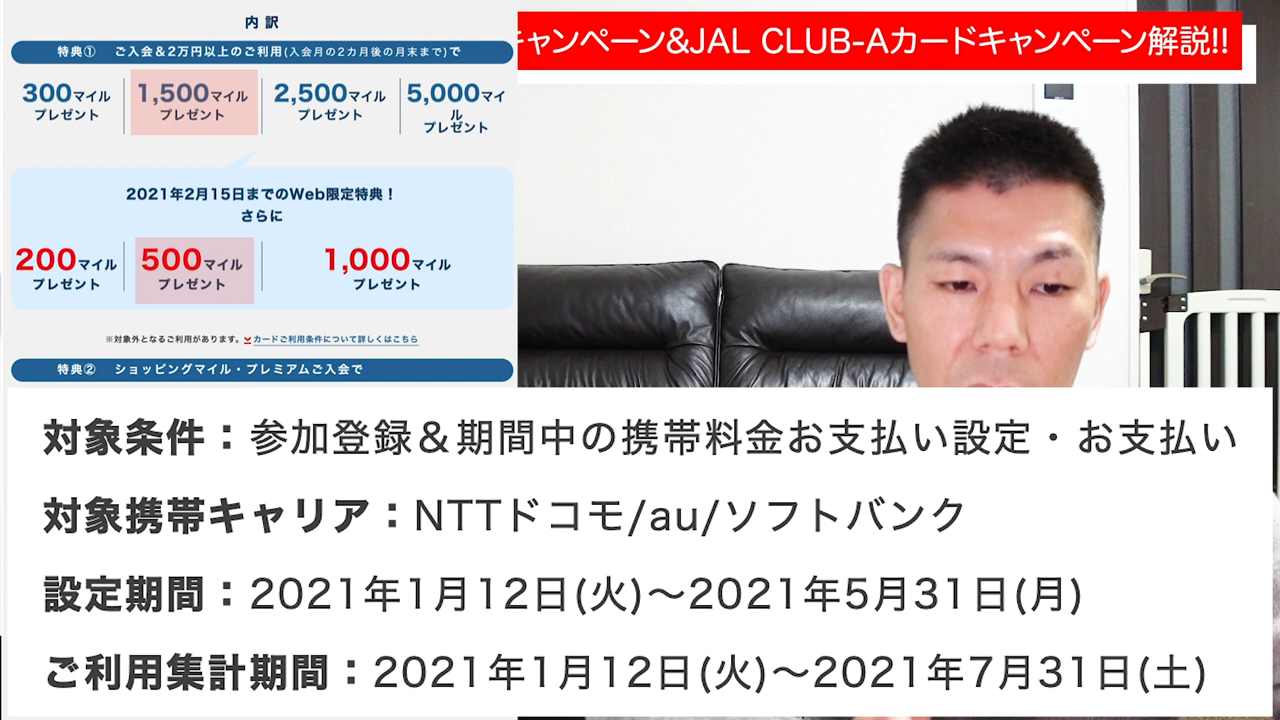 内訳
特典① ご入会&2万円以上のご利用(入会月の2カ月後の月末まで)で
300マイル
プレゼント
1,500マイル
プレゼント
2,500マイル
プレゼント
5,000マイ
ル
プレゼント
2021年2月15日までのWeb限定特典！
さらに
200マイル
プレゼント
500マイル
プレゼント
1,000マイル
プレゼント
※対象外となるご利用があります。カードご利用条件について詳しくはこちら
特典② ショッピングマイル・プレミアムご入会で
キャンペーン&JAL CLUB-Aカードキャンペーン解説!!
対象条件：参加登録＆期間中の携帯料金お支払い設定・お支払い
対象携帯キャリア：NTTドコモ/au/ソフトバンク
設定期間：2021年1月12日(火)〜2021年5月31日(月)
ご利用集計期間：2021年1月12日(火)〜2021年7月31日(土)